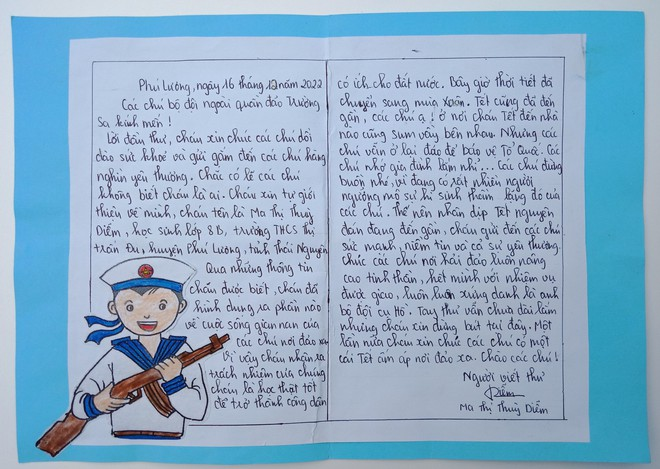 Phú Lương, ngày 16 tháng 12 năm 2022
Các chú bộ đội ngoài quần đảo Trường
Sa kính mến !
Lời đầu thư, cháu xin chúc các chú dồi
dào sức khoẻ và gửi gắm đến các chú hàng
nghìn yêu thương. Chắc có lẽ các chú
không biết cháu là ai. Cháu xin tự giới
thiệu về mình, cháu tên là Ma Thị Thuỳ
Diễm, học sinh lớp 8B, trường THCS thị
trấn Đu, huyện Phú Lương, tỉnh Thái Nguyên
Qua những thông tin
cháu được biết, cháu đã
hình dung ra phần nào
về cuộc sống gian nan của
các chú nơi đảo xa.
Vì vậy cháu nhận ra
trách nhiệm của chúng
cháu là học thật tốt
để trở thành công dân
có ích cho đất nước. Bây giờ thời tiết đã
chuyển sang mùa xuân. Tết cũng đã đến
gần, các chú ạ ! Ở nơi cháu Tết đến nhà
nào cũng sum vầy bên nhau. Nhưng các
chú vẫn ở lại đảo để bảo vệ Tổ Quốc. Các
chú nhớ gia đình lắm nhỉ... Các chú đừng
buồn nhé, vì đang có rất nhiều người
ngưỡng mộ sự hi sinh thầm lặng đó của
các chú. Thế nên nhân dịp Tết nguyên
đán đang đến gần, cháu gửi đến các chú
sức mạnh, niềm tin và cả sự yêu thương.
Chúc các chú nơi hải đảo luôn nâng
cao tinh thần, hết mình với nhiệm vụ
được giao, luôn luôn xứng danh là anh
bộ đội cụ Hồ. Tay thư vẫn chưa dài lắm
nhưng cháu xin dừng bút tại đây. Một
lần nữa cháu xin chúc các chú có một
cái Tết ấm áp nơi đảo xa. Chào các chú !
Người viết thư
Diễm
Ma Thị Thuỳ Diễm